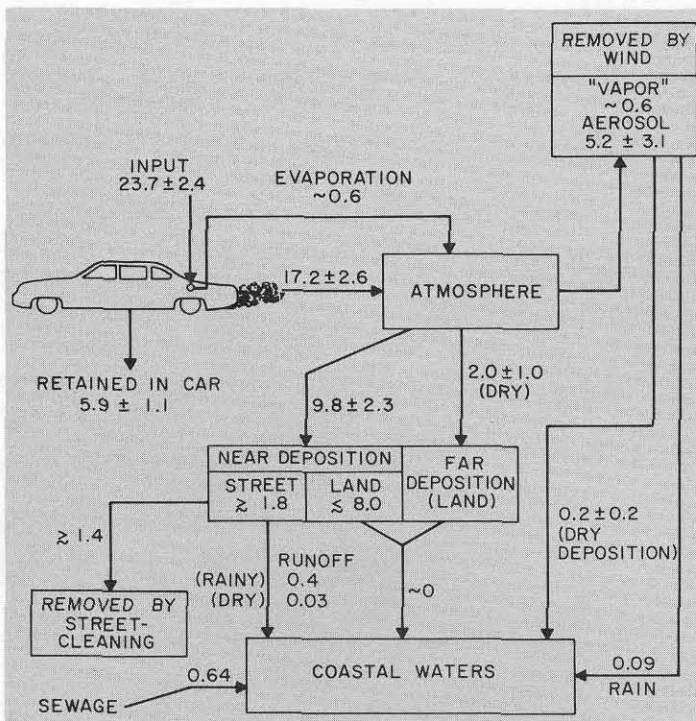 REMOVED BY
WIND
"VAPOR"
~0.6
AEROSOL
5.2 ± 3.1
INPUT
23.7±2.4
EVAPORATION
~0.6
17.2±2.6
ATMOSPHERE
RETAINED IN CAR
5.9 ± 1.1
9.8±2.3
2.0±1.0
(DRY)
NEAR DEPOSITION
STREET
≳ 1.8
LAND
≲ 8.0
FAR
DEPOSITION
(LAND)
≳ 1.4
RUNOFF
(RAINY) 0.4
(DRY) 0.03
~0
0.2±0.2
(DRY
DEPOSITION)
REMOVED BY
STREET-
CLEANING
COASTAL WATERS
0.64
SEWAGE
0.09
RAIN